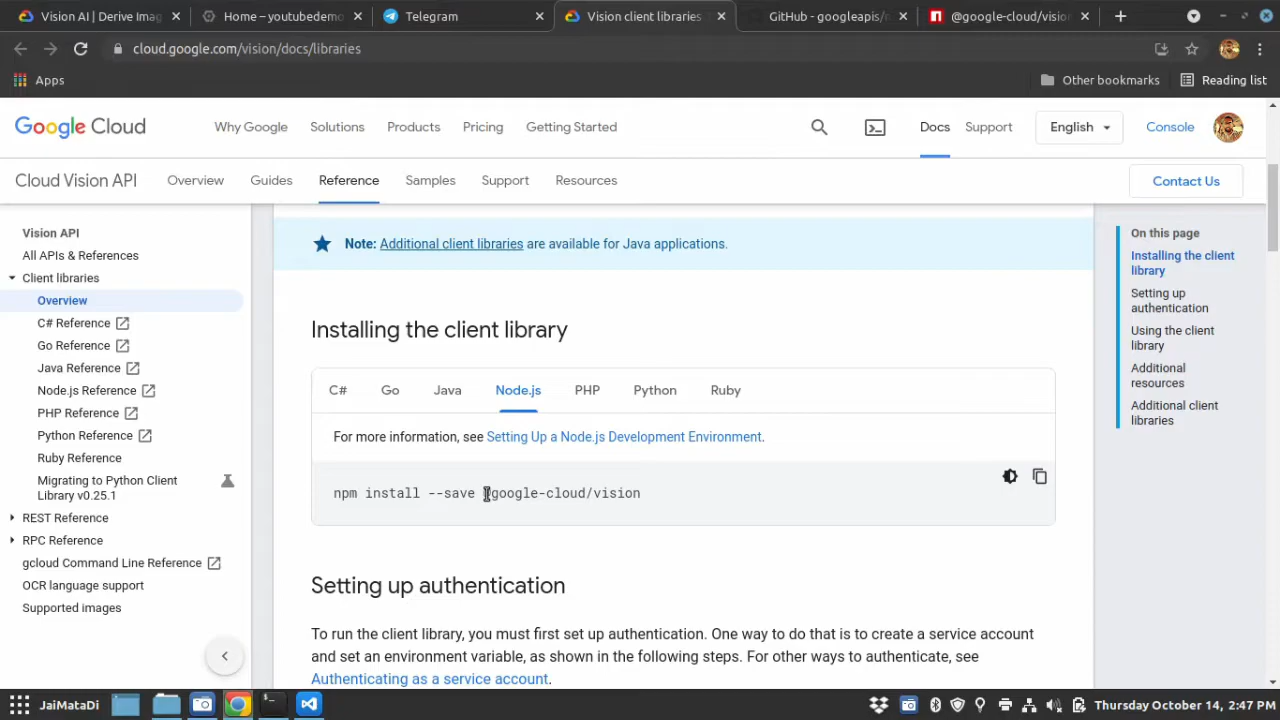 Vision AI | Derive Imag
Home – youtubedemo
Telegram
Vision client libraries
GitHub - googleapis/n
@google-cloud/visio
cloud.google.com/vision/docs/libraries
Apps
Other bookmarks
Reading list
Google Cloud
Why Google
Solutions
Products
Pricing
Getting Started
Docs
Support
English
Console
Cloud Vision API
Overview
Guides
Reference
Samples
Support
Resources
Contact Us
Vision API
All APIs & References
Client libraries
Overview
C# Reference
Go Reference
Java Reference
Node.js Reference
PHP Reference
Python Reference
Ruby Reference
Migrating to Python Client
Library v0.25.1
REST Reference
RPC Reference
gcloud Command Line Reference
OCR language support
Supported images
Note: Additional client libraries are available for Java applications.
Installing the client library
C#
Go
Java
Node.js
PHP
Python
Ruby
For more information, see Setting Up a Node.js Development Environment.
npm install --save @google-cloud/vision
Setting up authentication
To run the client library, you must first set up authentication. One way to do that is to create a service account
and set an environment variable, as shown in the following steps. For other ways to authenticate, see
Authenticating as a service account.
On this page
Installing the client
library
Setting up
authentication
Using the client
library
Additional
resources
Additional client
libraries
JaiMataDi
Thursday October 14, 2:47 PM